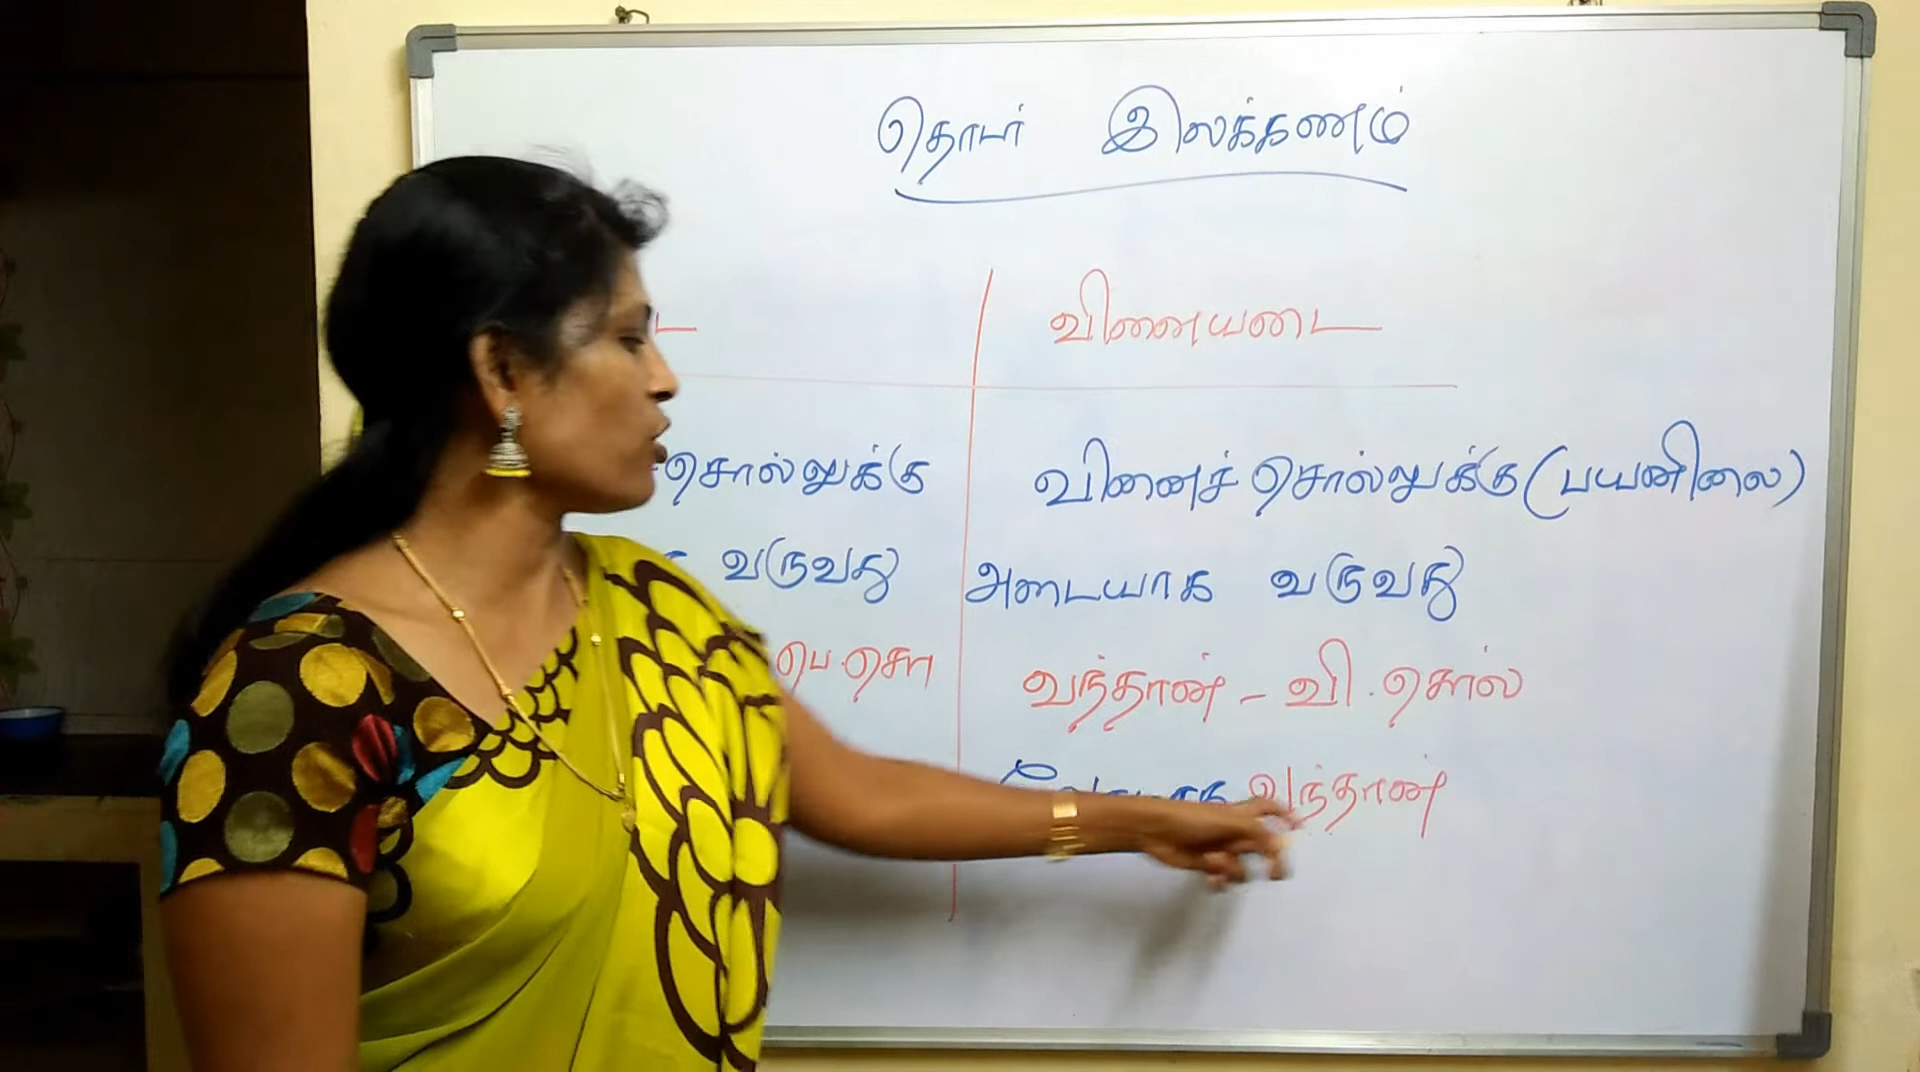 தொடர் இலக்கணம்
வினையடை
சொல்லுக்கு
வருவது
பெ.சொ
வினைச் சொல்லுக்கு (பயனிலை)
அடையாக வருவது
வந்தான் - வி.சொல்
வந்தான்